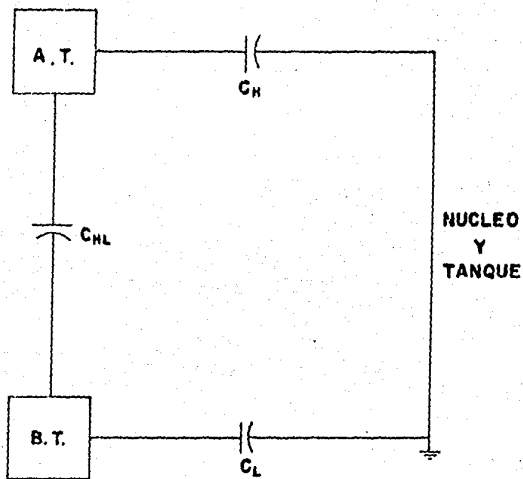 A.T.
C_H
C_HL
NUCLEO
Y
TANQUE
B.T.
C_L